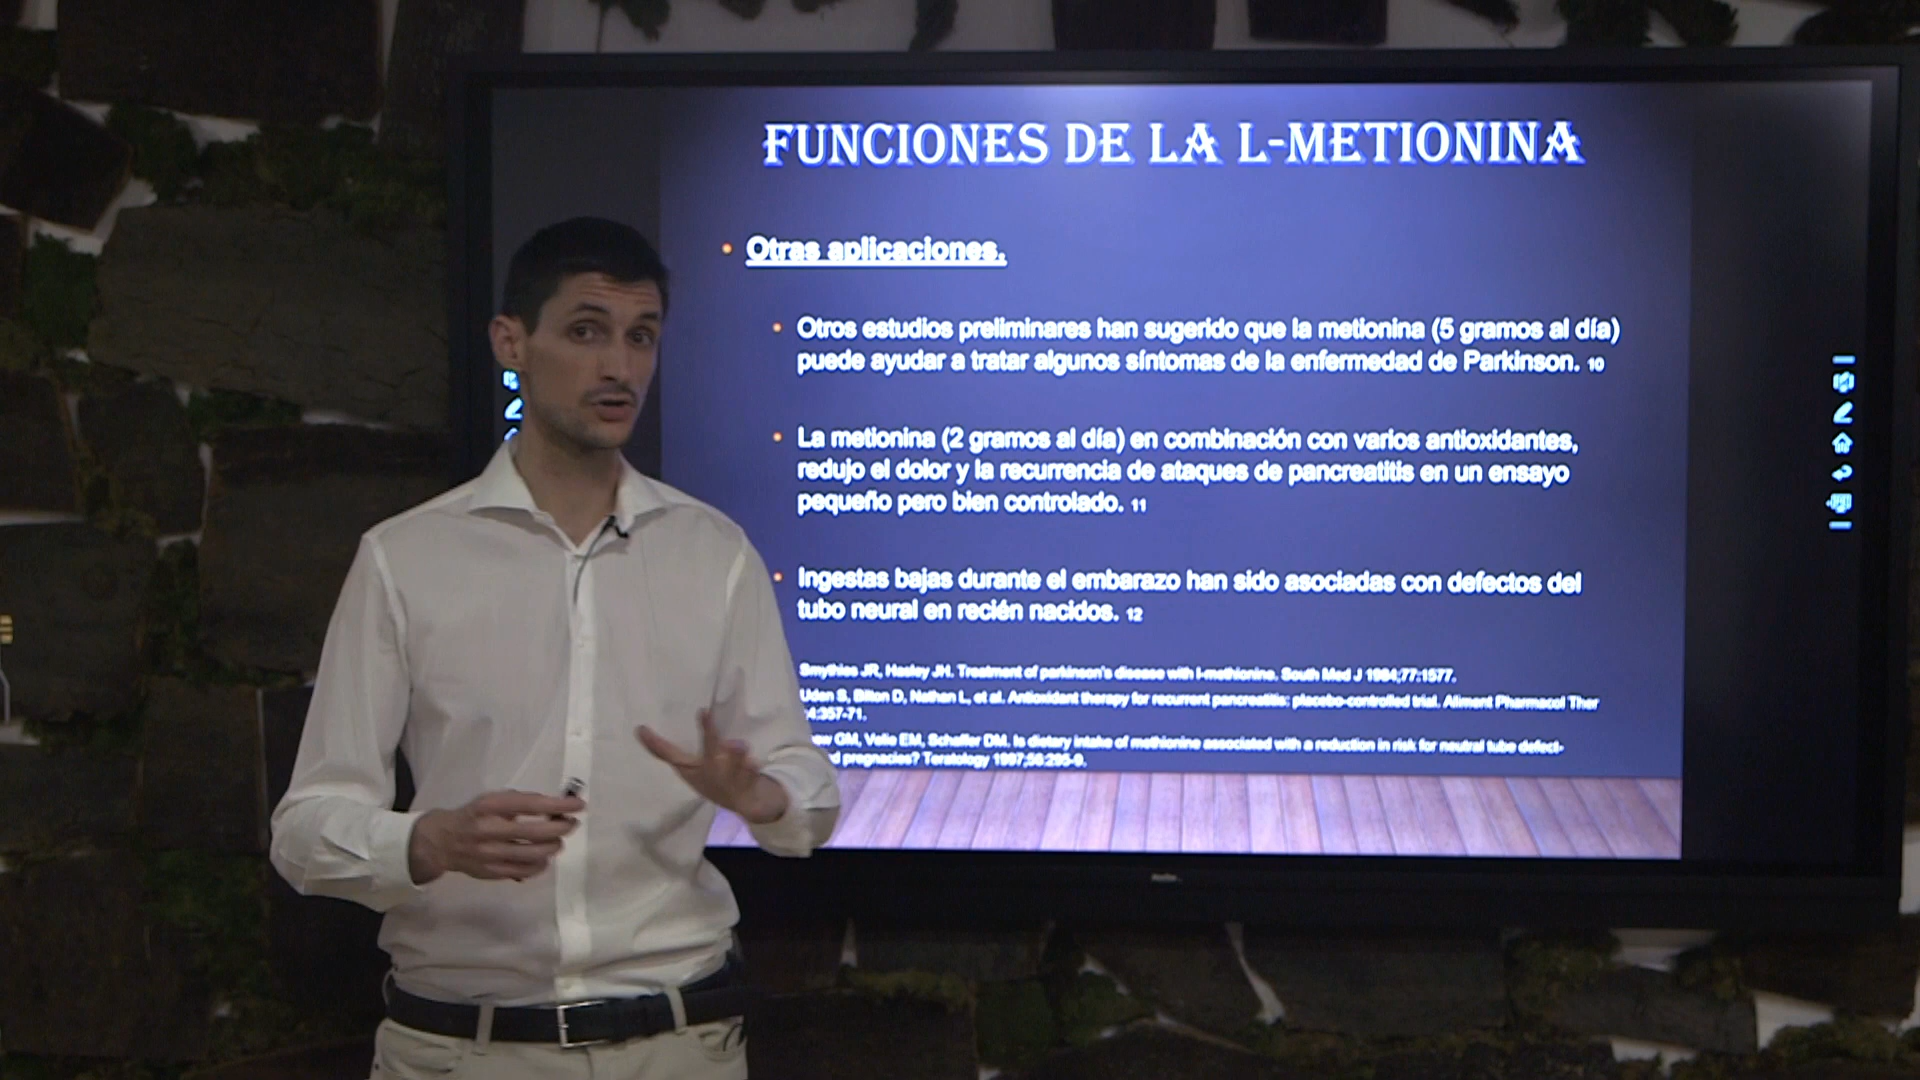 FUNCIONES DE LA L-METIONINA
Otras aplicaciones.
Otros estudios preliminares han sugerido que la metionina (5 gramos al día)
puede ayudar a tratar algunos síntomas de la enfermedad de Parkinson. 10
La metionina (2 gramos al día) en combinación con varios antioxidantes,
redujo el dolor y la recurrencia de ataques de pancreatitis en un ensayo
pequeño pero bien controlado. 11
Ingestas bajas durante el embarazo han sido asociadas con defectos del
tubo neural en recién nacidos. 12
Smythies JR, Halsey JH. Treatment of parkinson's disease with l-methionine. South Med J 1984;77:1577.
Uden S, Bilton D, Nathan L, et al. Antioxidant therapy for recurrent pancreatitis: placebo-controlled trial. Aliment Pharmacol Ther
4:357-71.
GM, Velie EM, Schaffer DM. Is dietary intake of methionine associated with a reduction in risk for neutral tube defect-
pregnancies? Teratology 1997;56:295-9.